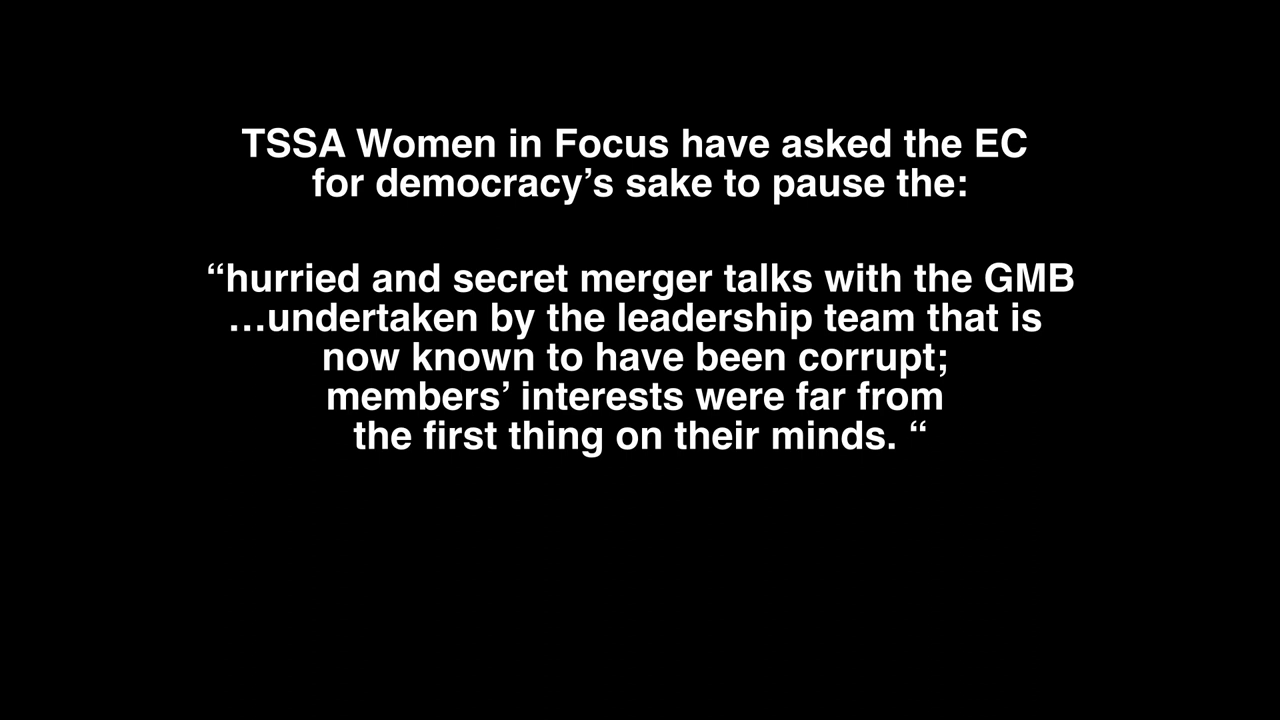 TSSA Women in Focus have asked the EC
for democracy’s sake to pause the:
“hurried and secret merger talks with the GMB
…undertaken by the leadership team that is
now known to have been corrupt;
members’ interests were far from
the first thing on their minds. “